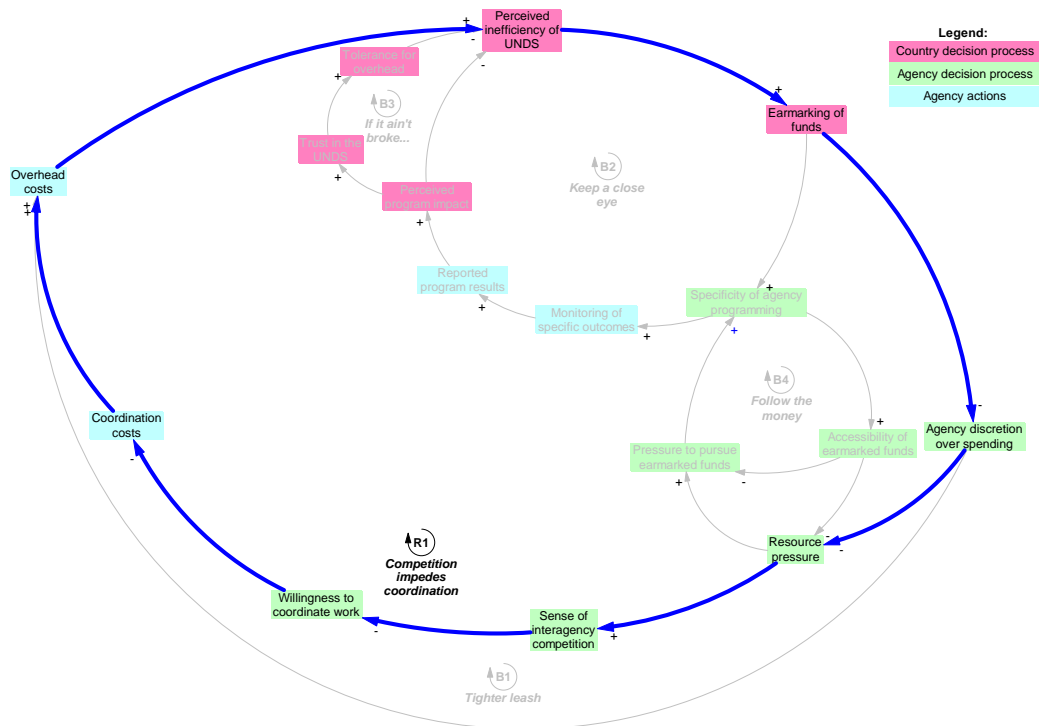 Perceived
inefficiency of
UNDS
+
-
-
Legend:
Country decision process
Agency decision process
Agency actions
Tolerance for
overhead
+
B3
If it ain't
broke...
Trust in the
UNDS
+
Perceived
program impact
+
+
Earmarking of
funds
B2
Keep a close
eye
Overhead
costs
+
+
Reported
program results
+
Monitoring of
specific outcomes
+
Specificity of agency
programming
+
+
B4
Follow the
money
-
Agency discretion
over spending
+
Accessibility of
earmarked funds
Pressure to pursue
earmarked funds
+
-
Coordination
costs
-
R1
Competition
impedes
coordination
Resource
pressure
-
-
Willingness to
coordinate work
-
Sense of
interagency
competition
+
B1
Tighter leash